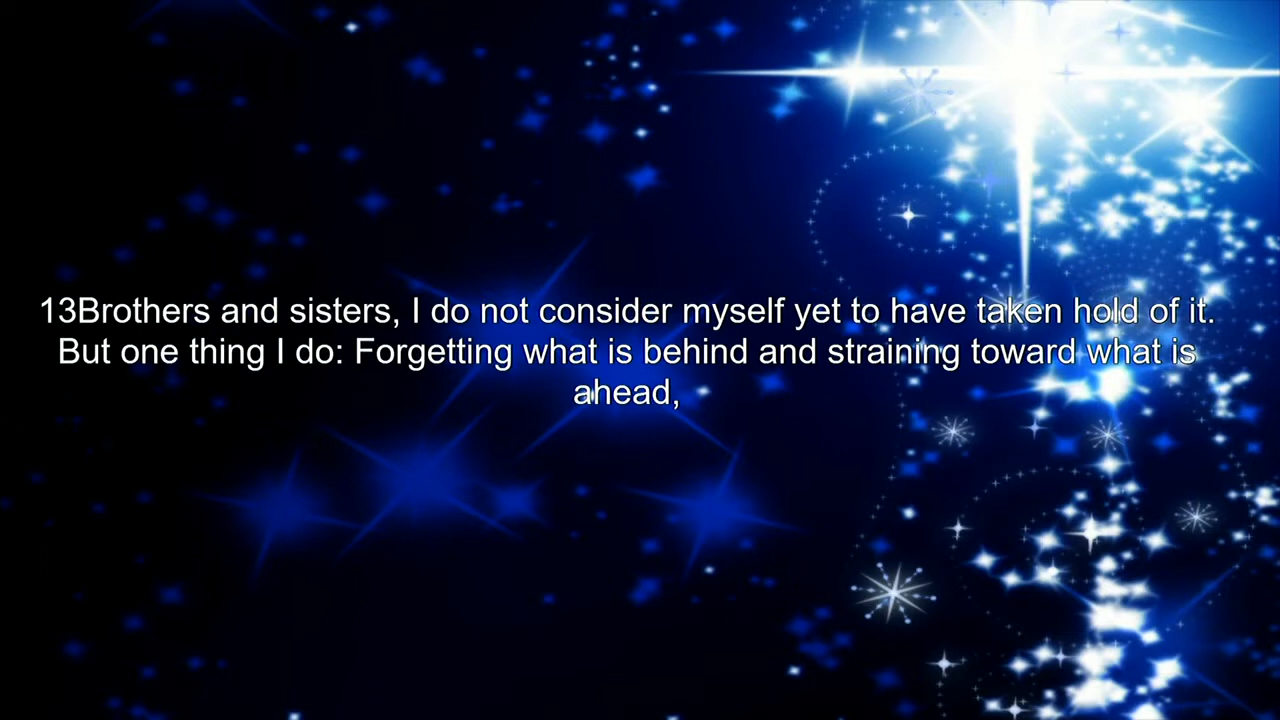 13Brothers and sisters, I do not consider myself yet to have taken hold of it.
But one thing I do: Forgetting what is behind and straining toward what is
ahead,